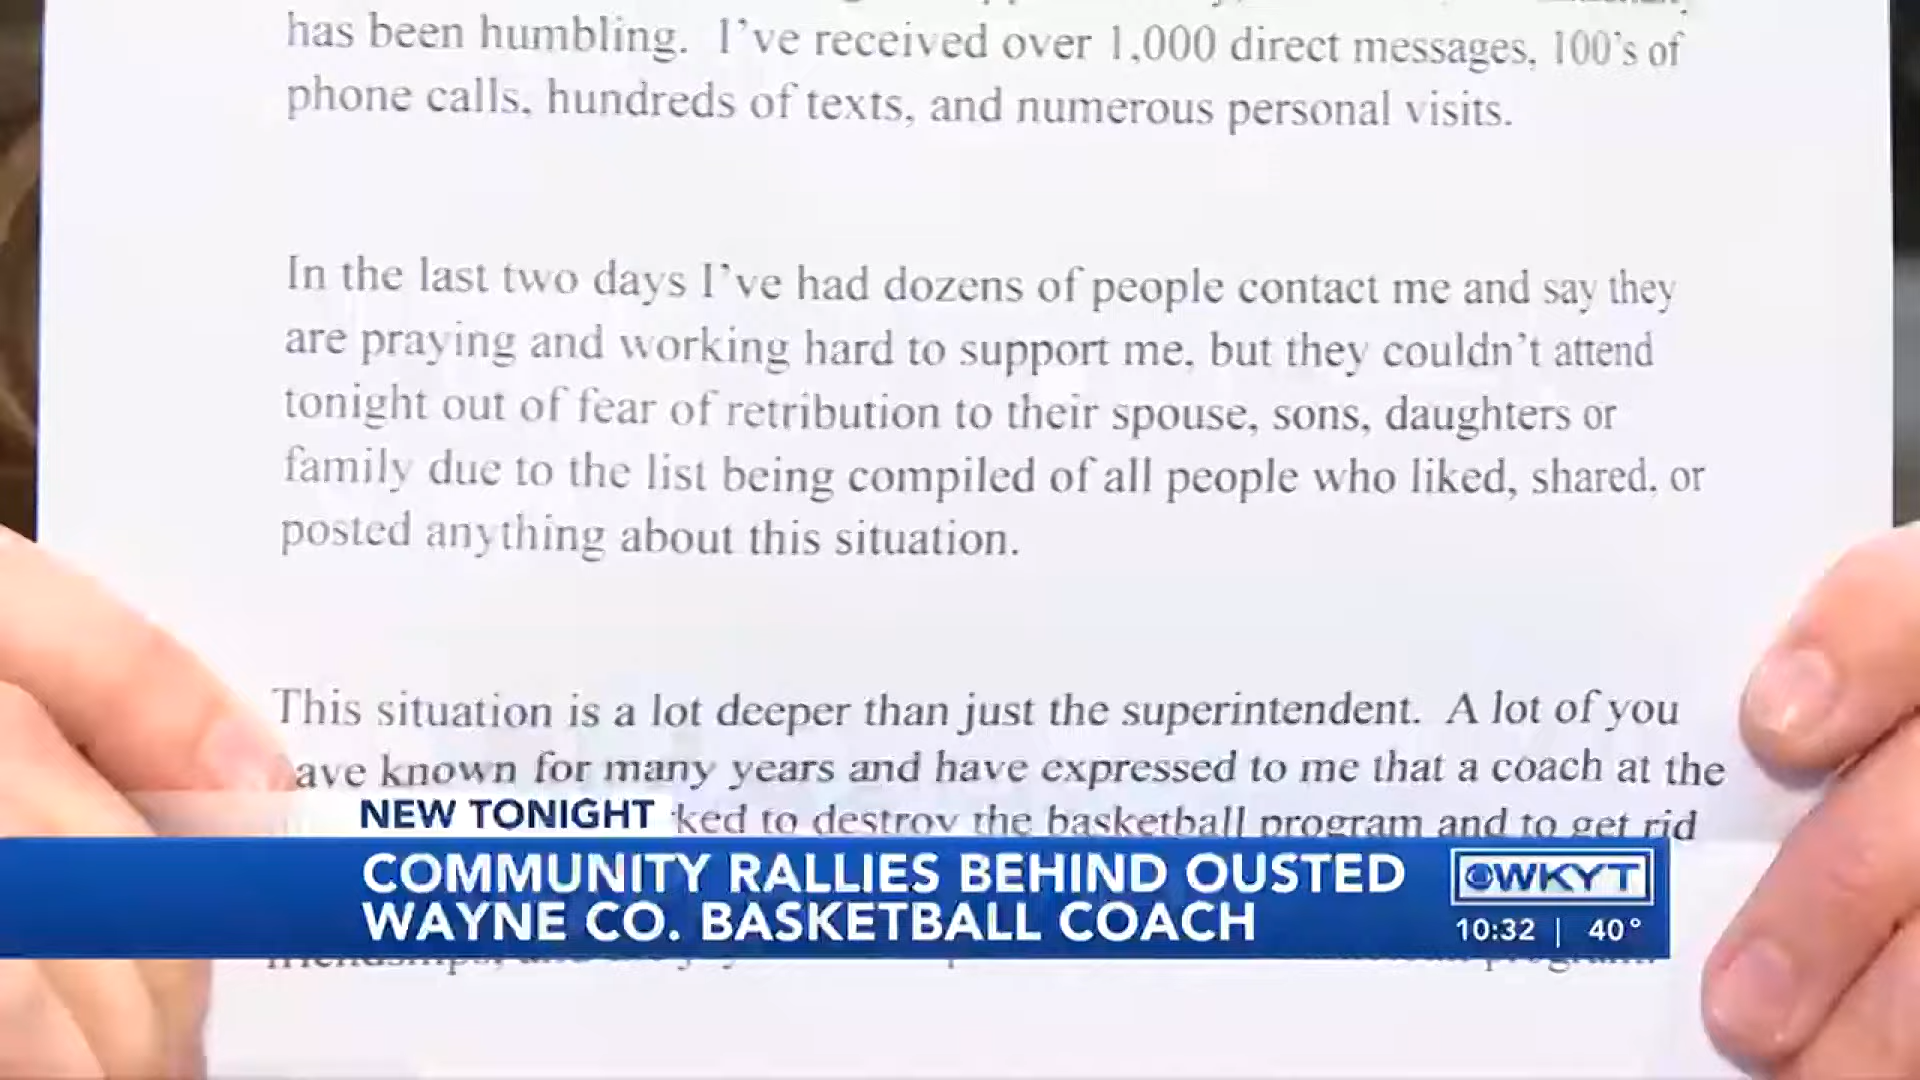 has been humbling. I've received over 1,000 direct messages, 100's of
phone calls, hundreds of texts, and numerous personal visits.
In the last two days I've had dozens of people contact me and say they
are praying and working hard to support me, but they couldn't attend
tonight out of fear of retribution to their spouse, sons, daughters or
family due to the list being compiled of all people who liked, shared, or
posted anything about this situation.
This situation is a lot deeper than just the superintendent. A lot of you
ave known for many years and have expressed to me that a coach at the
ked to destroy the basketball program and to get rid
NEW TONIGHT
COMMUNITY RALLIES BEHIND OUSTED
WAYNE CO. BASKETBALL COACH
WKYT
10:32 | 40°